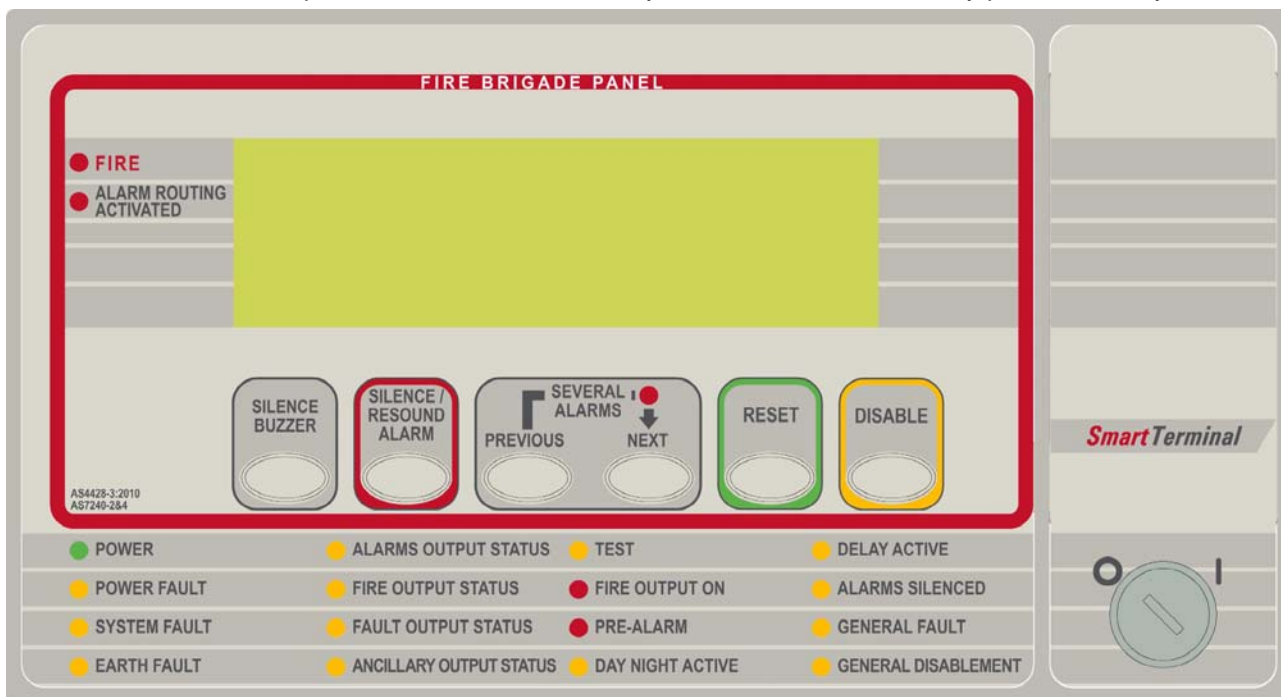 FIRE BRIGADE PANEL
FIRE
ALARM ROUTING
ACTIVATED
SILENCE
BUZZER
SILENCE /
RESOUND
ALARM
SEVERAL
ALARMS
PREVIOUS
NEXT
RESET
DISABLE
SmartTerminal
AS4428-3:2010
AS7240-2&4
POWER
ALARMS OUTPUT STATUS
TEST
DELAY ACTIVE
POWER FAULT
FIRE OUTPUT STATUS
FIRE OUTPUT ON
ALARMS SILENCED
SYSTEM FAULT
FAULT OUTPUT STATUS
PRE-ALARM
GENERAL FAULT
EARTH FAULT
ANCILLARY OUTPUT STATUS
DAY NIGHT ACTIVE
GENERAL DISABLEMENT
O
I